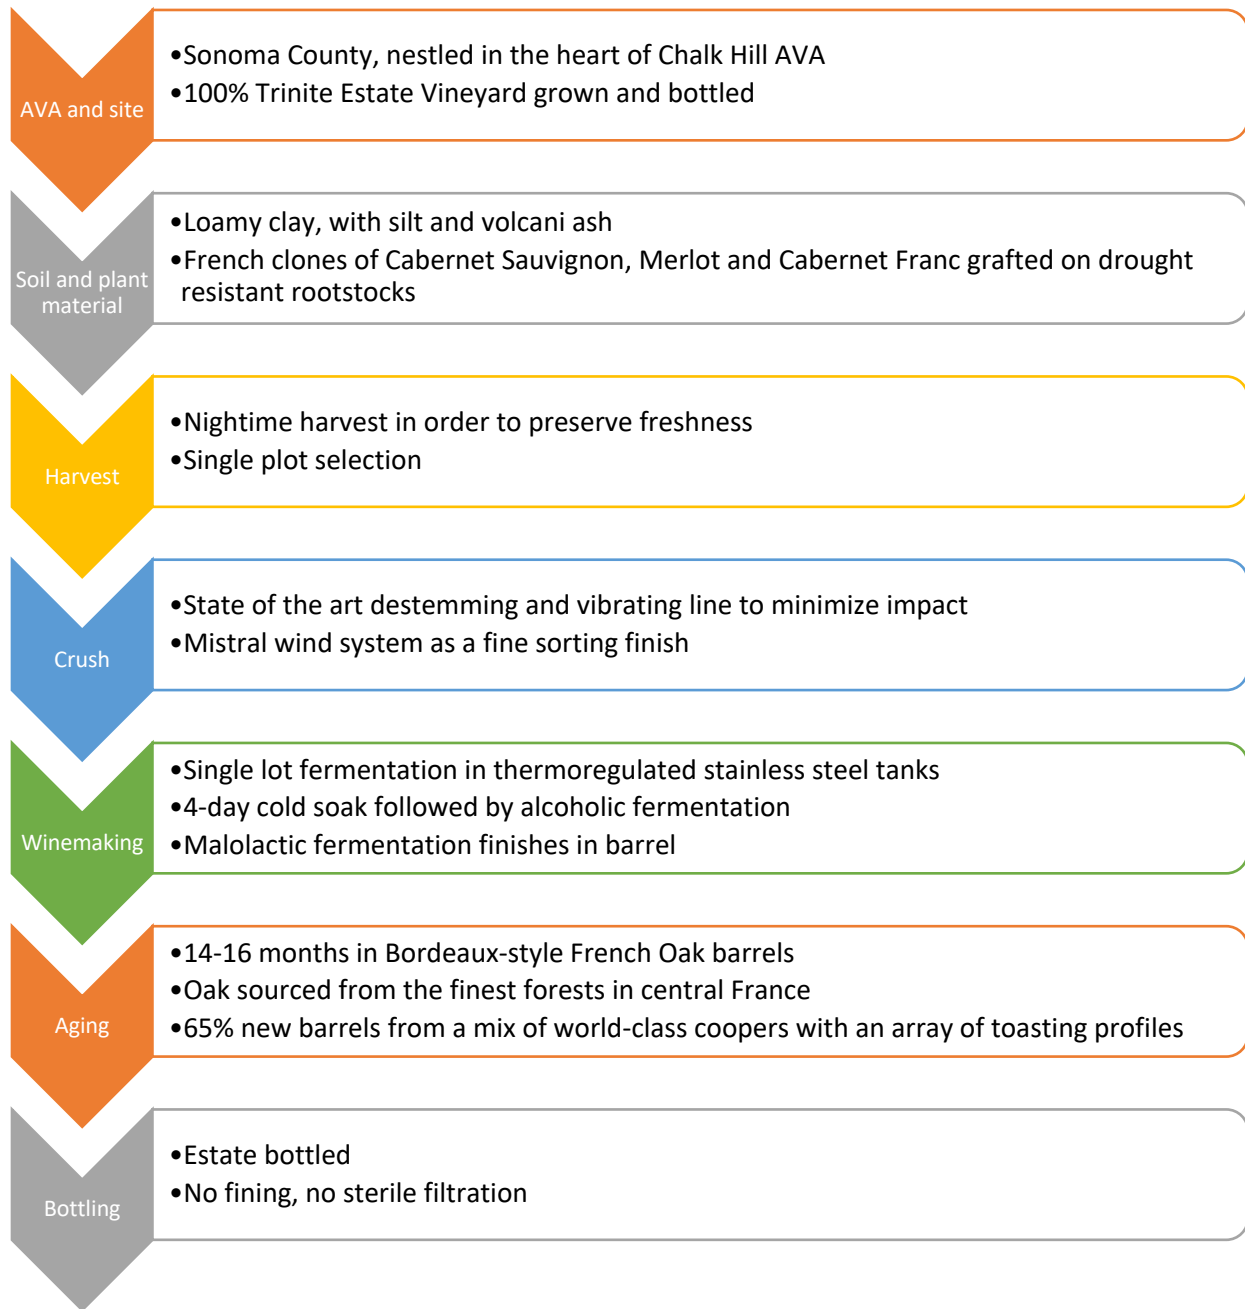 AVA and site
•Sonoma County, nestled in the heart of Chalk Hill AVA
•100% Trinite Estate Vineyard grown and bottled
Soil and plant
material
•Loamy clay, with silt and volcani ash
•French clones of Cabernet Sauvignon, Merlot and Cabernet Franc grafted on drought
resistant rootstocks
Harvest
•Nightime harvest in order to preserve freshness
•Single plot selection
Crush
•State of the art destemming and vibrating line to minimize impact
•Mistral wind system as a fine sorting finish
Winemaking
•Single lot fermentation in thermoregulated stainless steel tanks
•4-day cold soak followed by alcoholic fermentation
•Malolactic fermentation finishes in barrel
Aging
•14-16 months in Bordeaux-style French Oak barrels
•Oak sourced from the finest forests in central France
•65% new barrels from a mix of world-class coopers with an array of toasting profiles
Bottling
•Estate bottled
•No fining, no sterile filtration